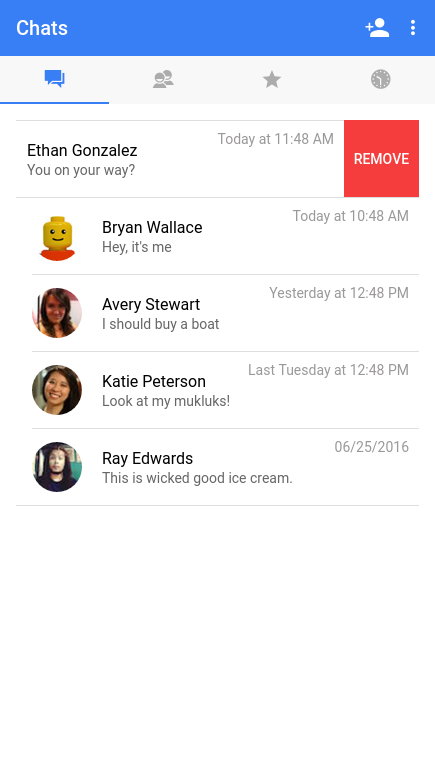 Chats
Today at 11:48 AM
Ethan Gonzalez
You on your way?
REMOVE
Today at 10:48 AM
Bryan Wallace
Hey, it's me
Yesterday at 12:48 PM
Avery Stewart
I should buy a boat
Last Tuesday at 12:48 PM
Katie Peterson
Look at my mukluks!
06/25/2016
Ray Edwards
This is wicked good ice cream.